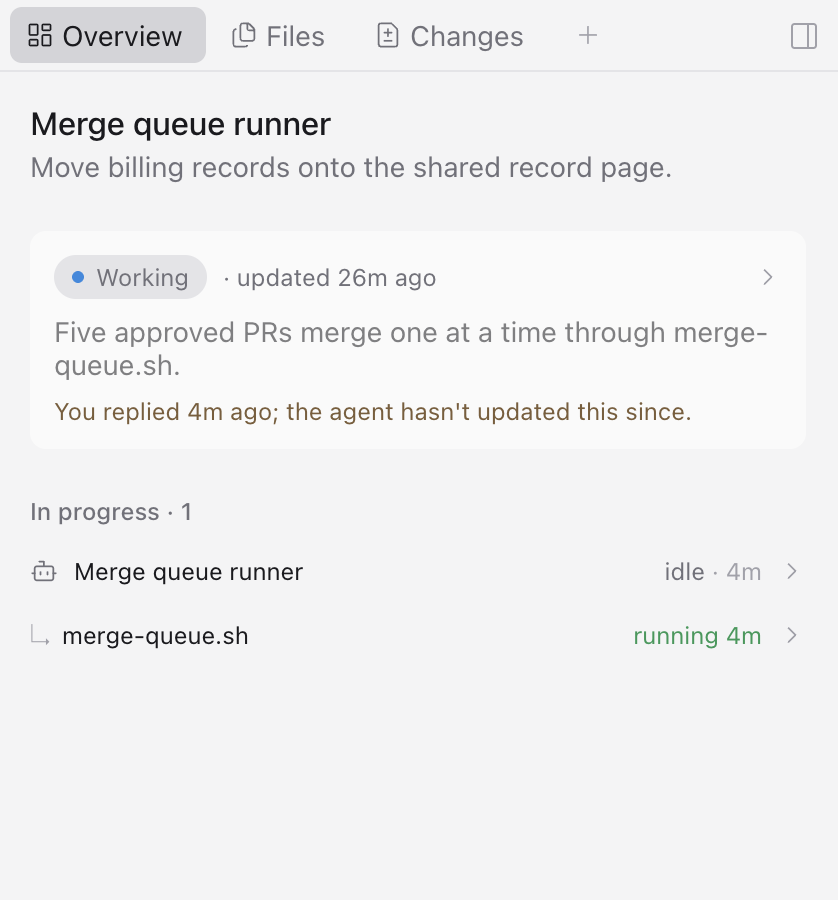 Overview Files Changes
Merge queue runner
Move billing records onto the shared record page.
Working · updated 26m ago
Five approved PRs merge one at a time through merge-
queue.sh.
You replied 4m ago; the agent hasn't updated this since.
In progress · 1
Merge queue runner idle · 4m
merge-queue.sh running 4m